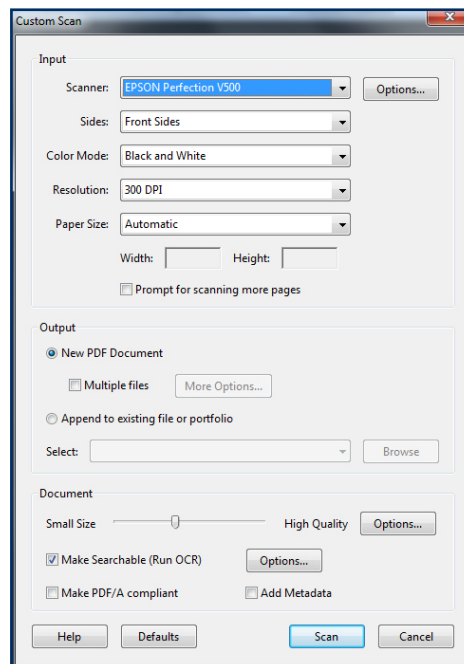 Custom Scan
Input
Scanner: EPSON Perfection V500 Options...
Sides: Front Sides
Color Mode: Black and White
Resolution: 300 DPI
Paper Size: Automatic
Width: Height:
Prompt for scanning more pages
Output
New PDF Document
Multiple files More Options...
Append to existing file or portfolio
Select: Browse
Document
Small Size High Quality Options...
Make Searchable (Run OCR) Options...
Make PDF/A compliant Add Metadata
Help Defaults Scan Cancel